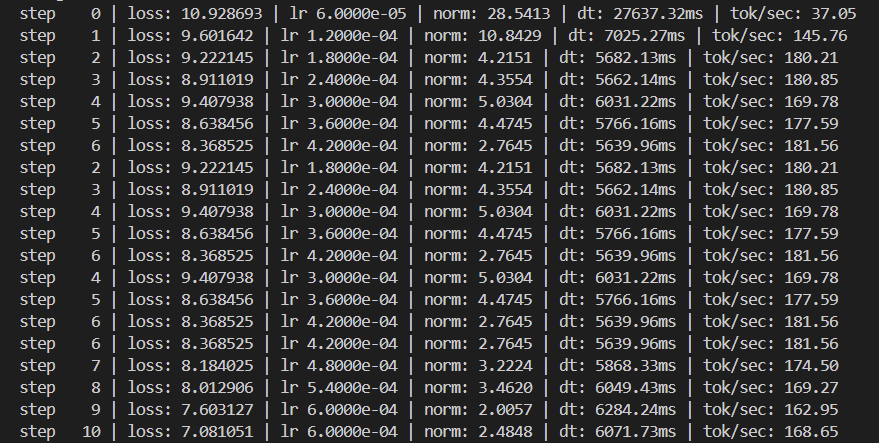 step 0 | loss: 10.928693 | lr 6.0000e-05 | norm: 28.5413 | dt: 27637.32ms | tok/sec: 37.05
step 1 | loss: 9.601642 | lr 1.2000e-04 | norm: 10.8429 | dt: 7025.27ms | tok/sec: 145.76
step 2 | loss: 9.222145 | lr 1.8000e-04 | norm: 4.2151 | dt: 5682.13ms | tok/sec: 180.21
step 3 | loss: 8.911019 | lr 2.4000e-04 | norm: 4.3554 | dt: 5662.14ms | tok/sec: 180.85
step 4 | loss: 9.407938 | lr 3.0000e-04 | norm: 5.0304 | dt: 6031.22ms | tok/sec: 169.78
step 5 | loss: 8.638456 | lr 3.6000e-04 | norm: 4.4745 | dt: 5766.16ms | tok/sec: 177.59
step 6 | loss: 8.368525 | lr 4.2000e-04 | norm: 2.7645 | dt: 5639.96ms | tok/sec: 181.56
step 2 | loss: 9.222145 | lr 1.8000e-04 | norm: 4.2151 | dt: 5682.13ms | tok/sec: 180.21
step 3 | loss: 8.911019 | lr 2.4000e-04 | norm: 4.3554 | dt: 5662.14ms | tok/sec: 180.85
step 4 | loss: 9.407938 | lr 3.0000e-04 | norm: 5.0304 | dt: 6031.22ms | tok/sec: 169.78
step 5 | loss: 8.638456 | lr 3.6000e-04 | norm: 4.4745 | dt: 5766.16ms | tok/sec: 177.59
step 6 | loss: 8.368525 | lr 4.2000e-04 | norm: 2.7645 | dt: 5639.96ms | tok/sec: 181.56
step 4 | loss: 9.407938 | lr 3.0000e-04 | norm: 5.0304 | dt: 6031.22ms | tok/sec: 169.78
step 5 | loss: 8.638456 | lr 3.6000e-04 | norm: 4.4745 | dt: 5766.16ms | tok/sec: 177.59
step 6 | loss: 8.368525 | lr 4.2000e-04 | norm: 2.7645 | dt: 5639.96ms | tok/sec: 181.56
step 6 | loss: 8.368525 | lr 4.2000e-04 | norm: 2.7645 | dt: 5639.96ms | tok/sec: 181.56
step 7 | loss: 8.184025 | lr 4.8000e-04 | norm: 3.2224 | dt: 5868.33ms | tok/sec: 174.50
step 8 | loss: 8.012906 | lr 5.4000e-04 | norm: 3.4620 | dt: 6049.43ms | tok/sec: 169.27
step 9 | loss: 7.603127 | lr 6.0000e-04 | norm: 2.0057 | dt: 6284.24ms | tok/sec: 162.95
step 10 | loss: 7.081051 | lr 6.0000e-04 | norm: 2.4848 | dt: 6071.73ms | tok/sec: 168.65